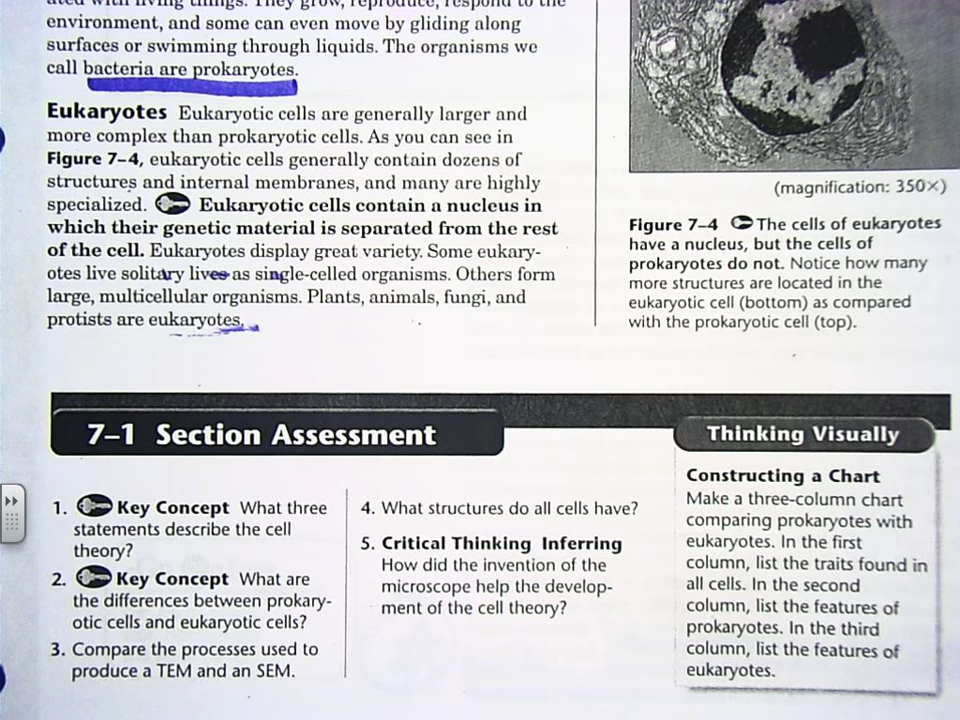 ated with living things. They grow, reproduce, respond to the
environment, and some can even move by gliding along
surfaces or swimming through liquids. The organisms we
call bacteria are prokaryotes.
Eukaryotes Eukaryotic cells are generally larger and
more complex than prokaryotic cells. As you can see in
Figure 7–4, eukaryotic cells generally contain dozens of
structures and internal membranes, and many are highly
specialized. Eukaryotic cells contain a nucleus in
which their genetic material is separated from the rest
of the cell. Eukaryotes display great variety. Some eukary-
otes live solitary lives as single-celled organisms. Others form
large, multicellular organisms. Plants, animals, fungi, and
protists are eukaryotes.
(magnification: 350×)
Figure 7–4 The cells of eukaryotes
have a nucleus, but the cells of
prokaryotes do not. Notice how many
more structures are located in the
eukaryotic cell (bottom) as compared
with the prokaryotic cell (top).
7–1 Section Assessment
1. Key Concept What three
statements describe the cell
theory?
2. Key Concept What are
the differences between prokary-
otic cells and eukaryotic cells?
3. Compare the processes used to
produce a TEM and an SEM.
4. What structures do all cells have?
5. Critical Thinking Inferring
How did the invention of the
microscope help the develop-
ment of the cell theory?
Thinking Visually
Constructing a Chart
Make a three-column chart
comparing prokaryotes with
eukaryotes. In the first
column, list the traits found in
all cells. In the second
column, list the features of
prokaryotes. In the third
column, list the features of
eukaryotes.